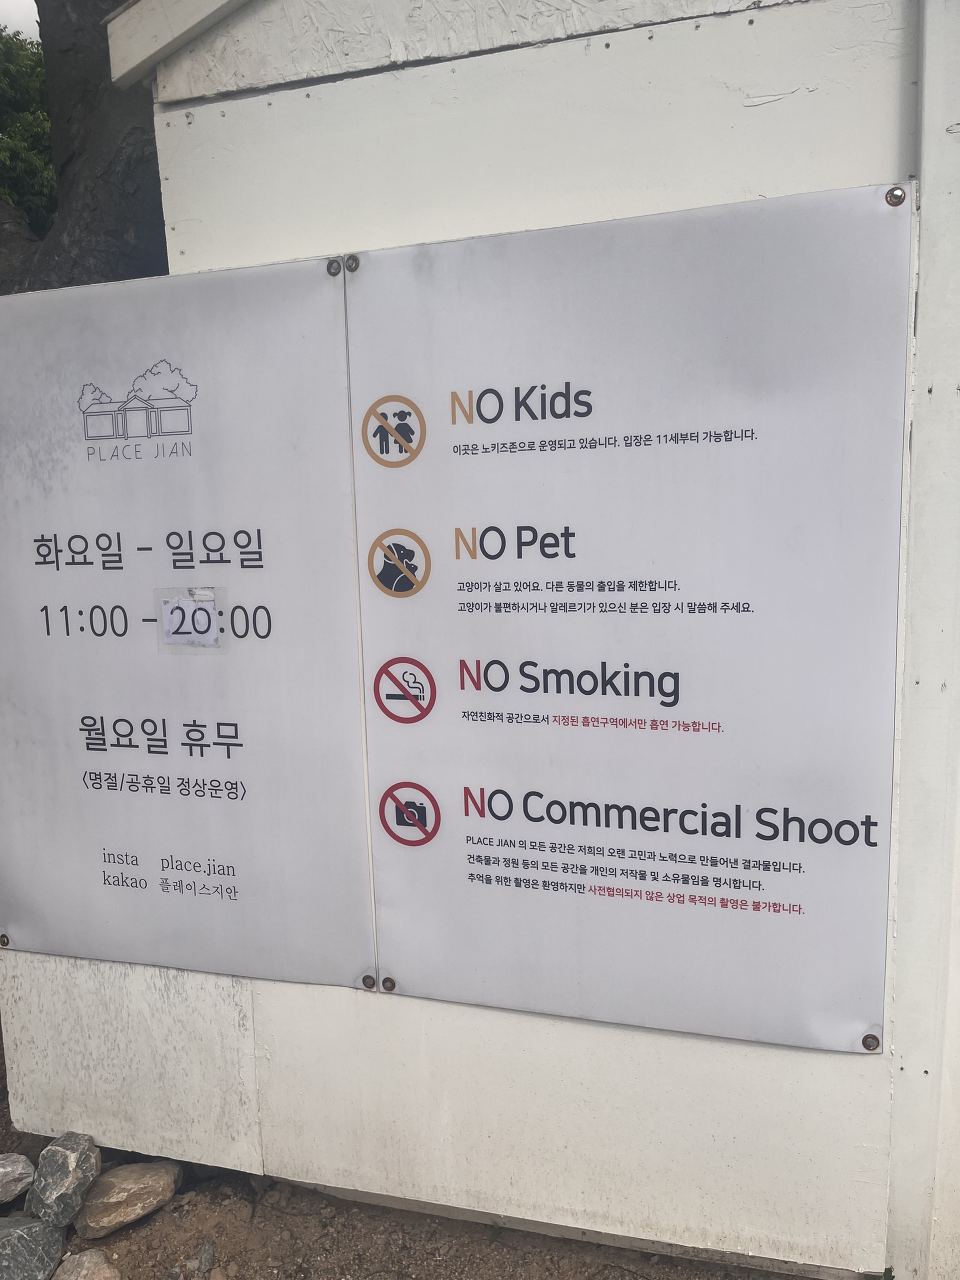 PLACE JIAN
화요일 - 일요일
11:00 - 20:00
월요일 휴무
〈명절/공휴일 정상운영〉
insta place.jian
kakao 플레이스지안
NO Kids
이곳은 노키즈존으로 운영되고 있습니다. 입장은 11세부터 가능합니다.
NO Pet
고양이가 살고 있어요. 다른 동물의 출입을 제한합니다.
고양이가 불편하시거나 알레르기가 있으신 분은 입장 시 말씀해 주세요.
NO Smoking
자연친화적 공간으로서 지정된 흡연구역에서만 흡연 가능합니다.
NO Commercial Shoot
PLACE JIAN 의 모든 공간은 저희의 오랜 고민과 노력으로 만들어낸 결과물입니다.
건축물과 정원 등의 모든 공간을 개인의 저작물 및 소유물임을 명시합니다.
추억을 위한 촬영은 환영하지만 사전협의되지 않은 상업 목적의 촬영은 불가합니다.